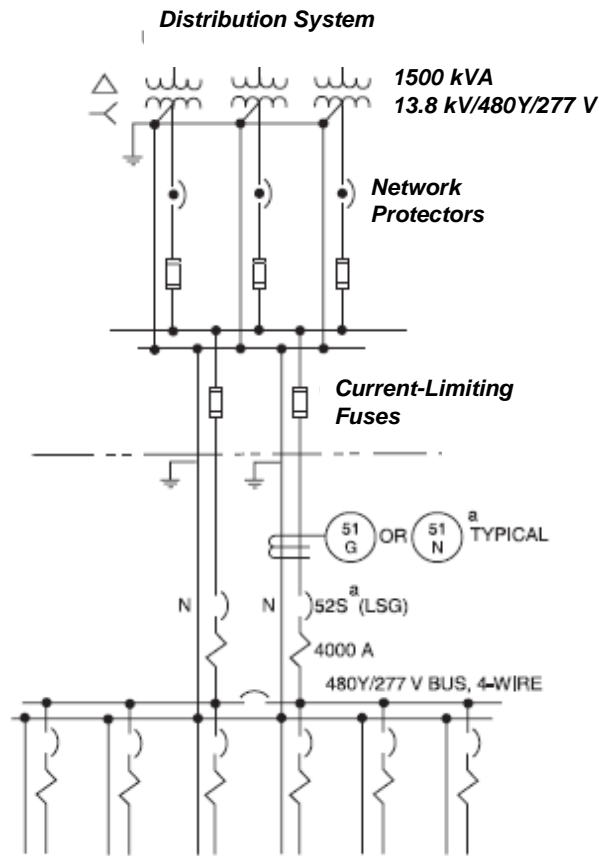 Distribution System
1500 kVA
13.8 kV/480Y/277 V
Network
Protectors
Current-Limiting
Fuses
51
G
OR
51
N
a
TYPICAL
N
N
52S a (LSG)
4000 A
480Y/277 V BUS, 4-WIRE